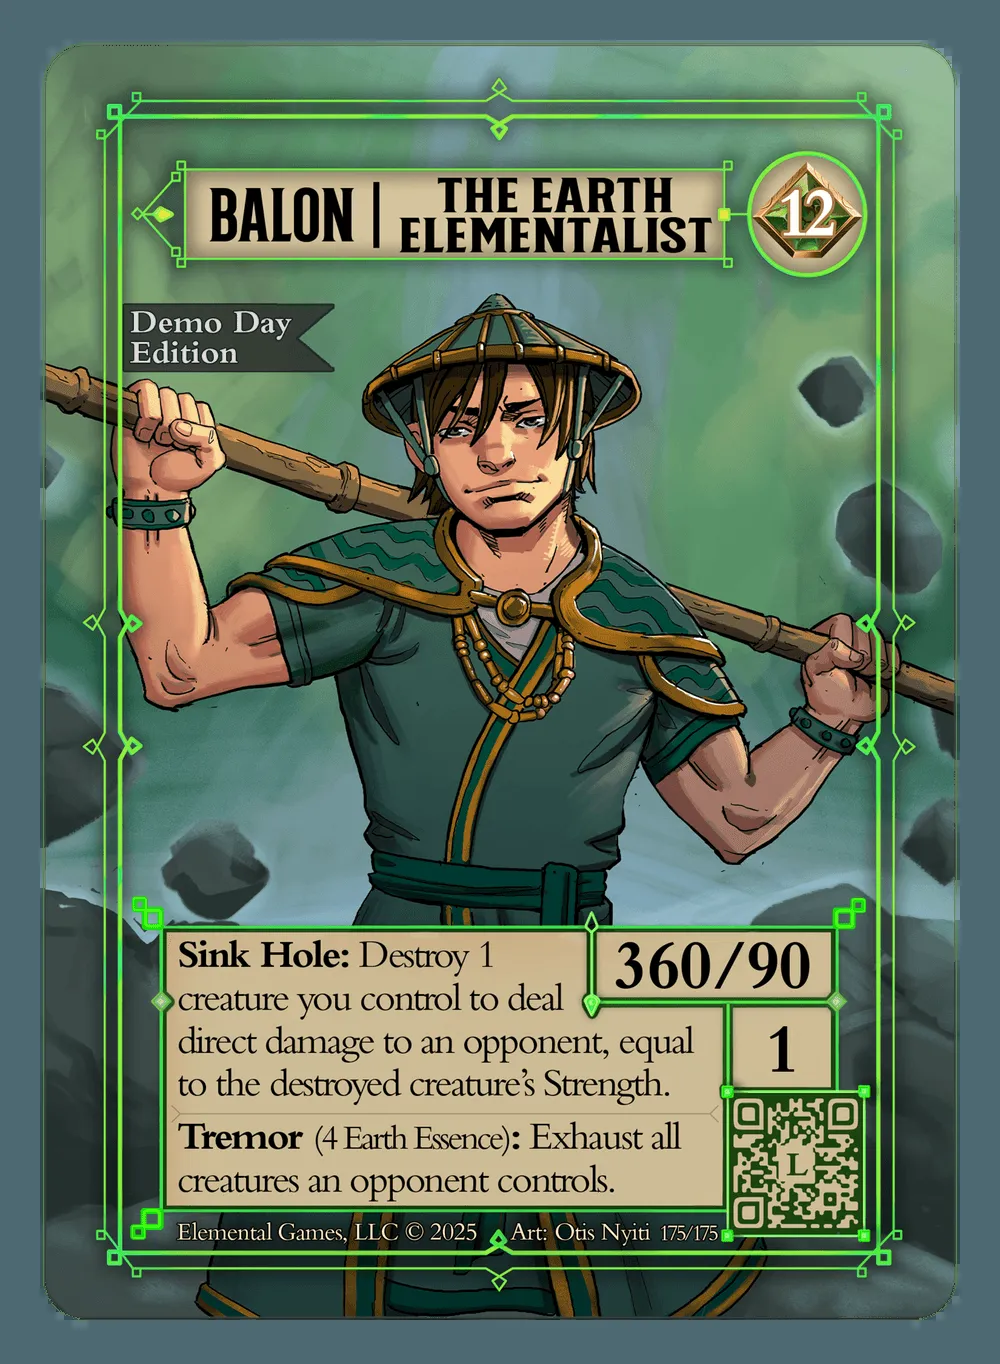 BALON | THE EARTH
ELEMENTALIST
12
Demo Day
Edition
Sink Hole: Destroy 1
creature you control to deal
direct damage to an opponent, equal
to the destroyed creature's Strength.
360/90
1
Tremor (4 Earth Essence): Exhaust all
creatures an opponent controls.
L
Elemental Games, LLC © 2025 Art: Otis Nyiti 175/175